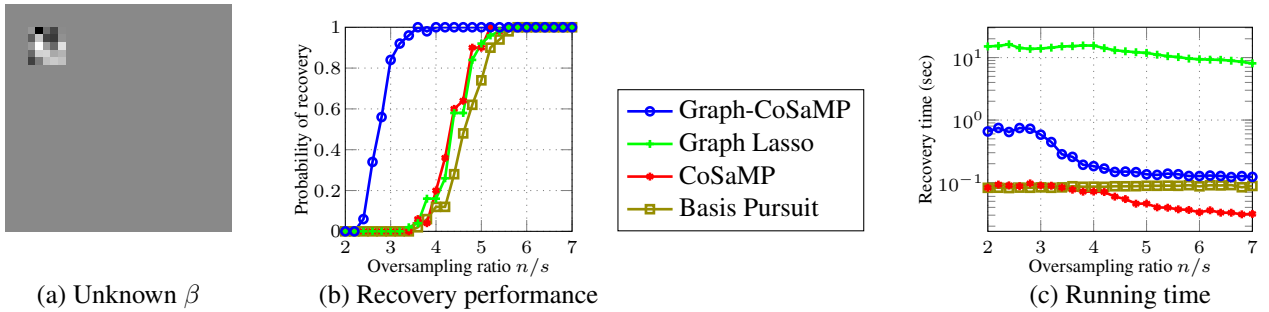 1
0.8
0.6
0.4
0.2
0
2 3 4 5 6 7
Probability of recovery
Oversampling ratio n/s
Graph-CoSaMP
Graph Lasso
CoSaMP
Basis Pursuit
10^1
10^0
10^−1
2 3 4 5 6 7
Recovery time (sec)
Oversampling ratio n/s
(a) Unknown β
(b) Recovery performance
(c) Running time